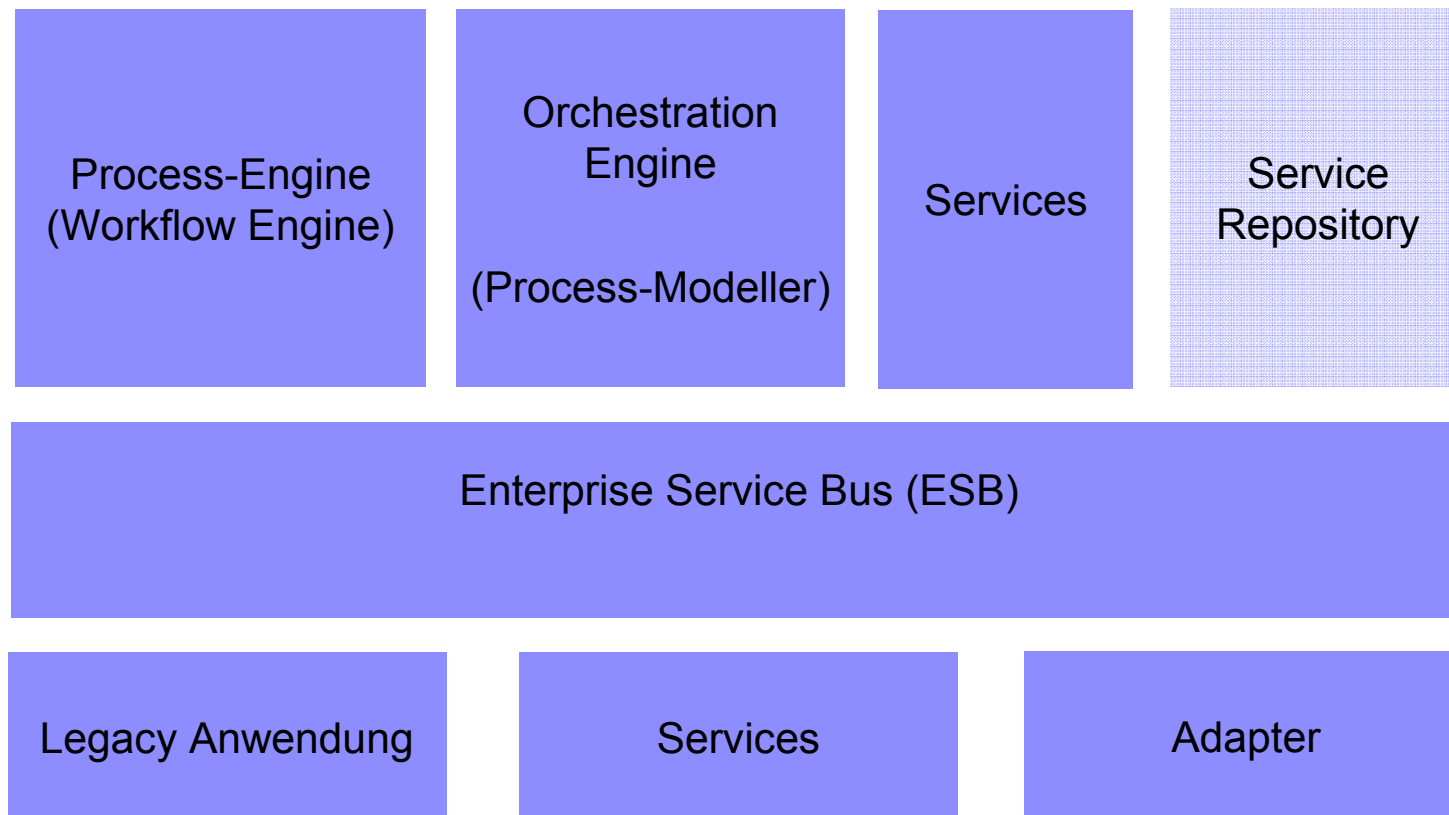 Process-Engine
(Workflow Engine)
Orchestration
Engine
(Process-Modeller)
Services
Service
Repository
Enterprise Service Bus (ESB)
Legacy Anwendung
Services
Adapter